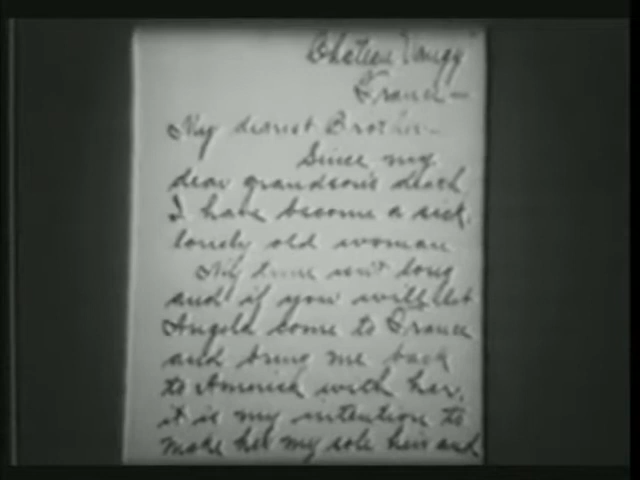 Chateau
France —
My dearest Brother —
Since my
dear grandson's death
I have become a sick,
lonely old woman
My time isn't long
and if you will let
Angela come to France
and bring me back
to America with her,
it is my intention to
make her my sole heir and